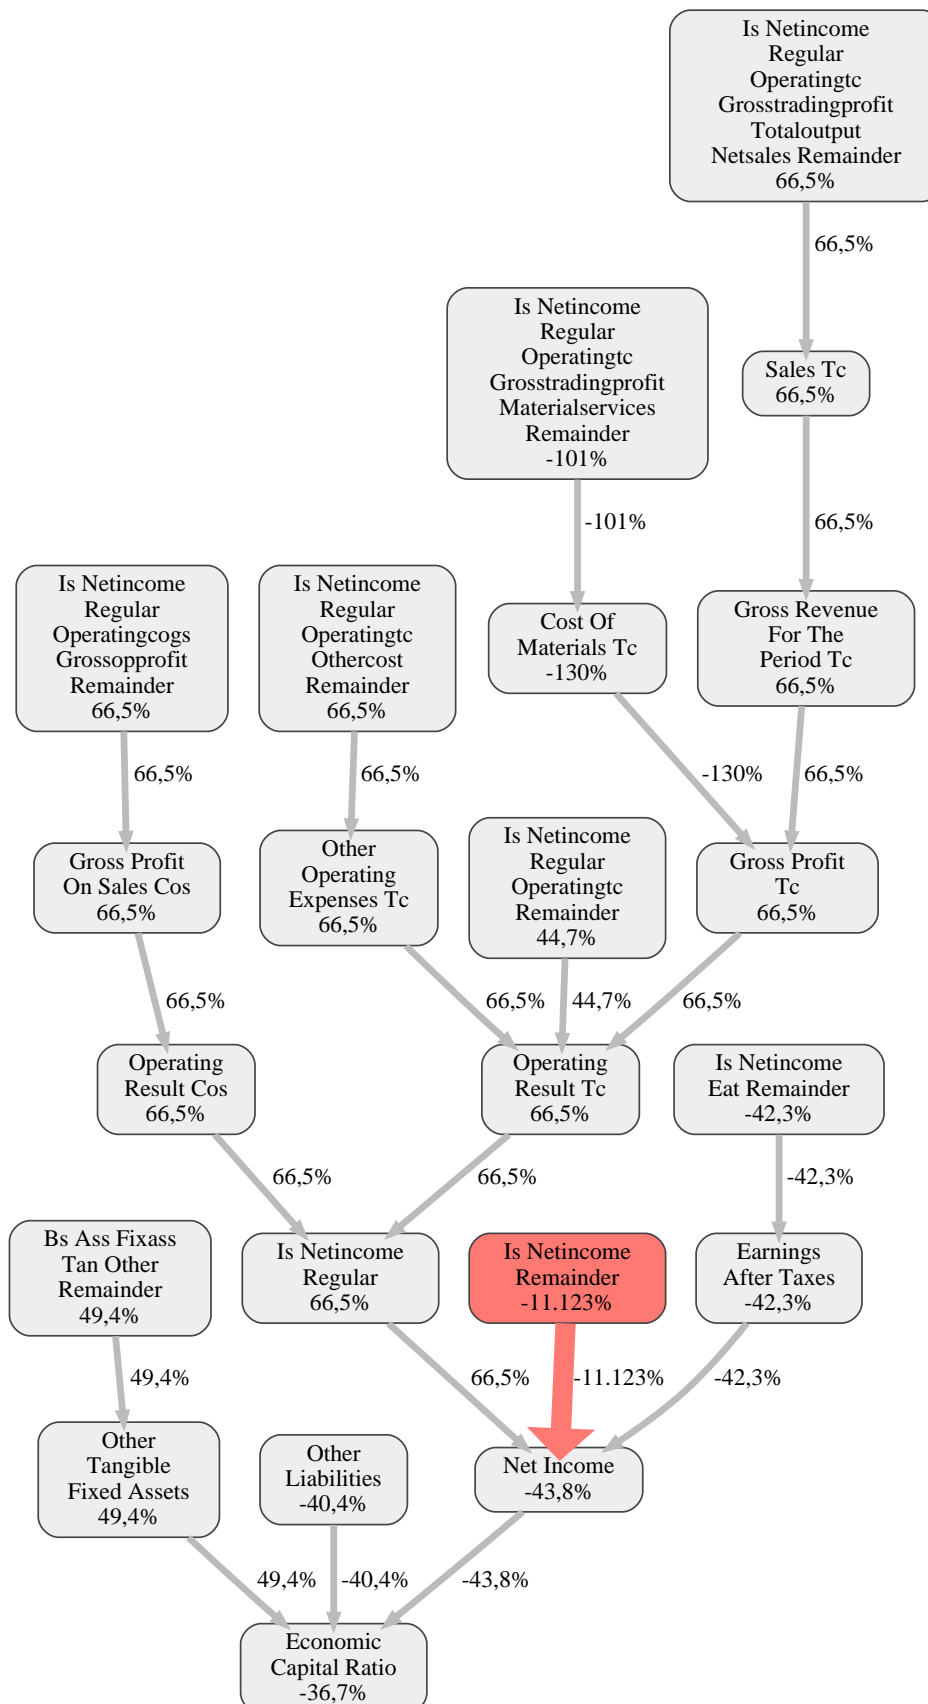 Is Netincome
Regular
Operatingtc
Grosstradingprofit
Totaloutput
Netsales Remainder
66,5%
66,5%
Is Netincome
Regular
Operatingtc
Grosstradingprofit
Materialservices
Remainder
-101%
Sales Tc
66,5%
-101%
66,5%
Is Netincome
Regular
Operatingcogs
Grossopprofit
Remainder
66,5%
Is Netincome
Regular
Operatingtc
Othercost
Remainder
66,5%
Cost Of
Materials Tc
-130%
Gross Revenue
For The
Period Tc
66,5%
66,5%
66,5%
-130%
66,5%
Gross Profit
On Sales Cos
66,5%
Other
Operating
Expenses Tc
66,5%
Is Netincome
Regular
Operatingtc
Remainder
44,7%
Gross Profit
Tc
66,5%
66,5%
66,5%
44,7%
66,5%
Operating
Result Cos
66,5%
Operating
Result Tc
66,5%
Is Netincome
Eat Remainder
-42,3%
66,5%
66,5%
-42,3%
Bs Ass Fixass
Tan Other
Remainder
49,4%
Is Netincome
Regular
66,5%
Is Netincome
Remainder
-11.123%
Earnings
After Taxes
-42,3%
49,4%
66,5%
-11.123%
-42,3%
Other
Tangible
Fixed Assets
49,4%
Other
Liabilities
-40,4%
Net Income
-43,8%
49,4%
-40,4%
-43,8%
Economic
Capital Ratio
-36,7%